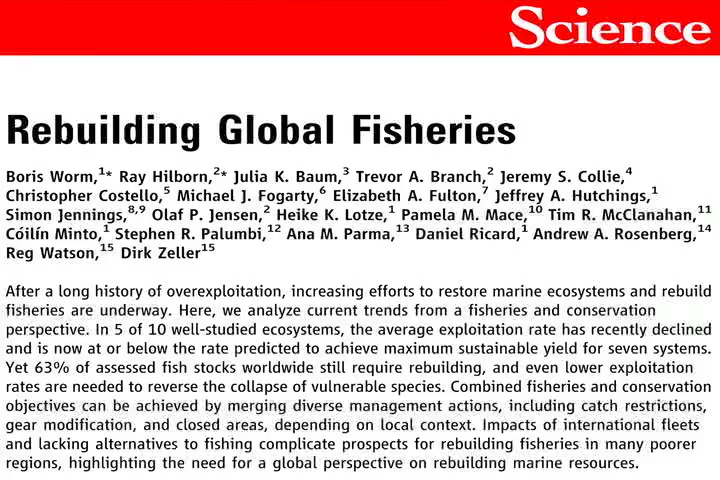 Science
Rebuilding Global Fisheries
Boris Worm,1* Ray Hilborn,2* Julia K. Baum,3 Trevor A. Branch,2 Jeremy S. Collie,4
Christopher Costello,5 Michael J. Fogarty,6 Elizabeth A. Fulton,7 Jeffrey A. Hutchings,1
Simon Jennings,8,9 Olaf P. Jensen,2 Heike K. Lotze,1 Pamela M. Mace,10 Tim R. McClanahan,11
Cóilín Minto,1 Stephen R. Palumbi,12 Ana M. Parma,13 Daniel Ricard,1 Andrew A. Rosenberg,14
Reg Watson,15 Dirk Zeller15
After a long history of overexploitation, increasing efforts to restore marine ecosystems and rebuild
fisheries are underway. Here, we analyze current trends from a fisheries and conservation
perspective. In 5 of 10 well-studied ecosystems, the average exploitation rate has recently declined
and is now at or below the rate predicted to achieve maximum sustainable yield for seven systems.
Yet 63% of assessed fish stocks worldwide still require rebuilding, and even lower exploitation
rates are needed to reverse the collapse of vulnerable species. Combined fisheries and conservation
objectives can be achieved by merging diverse management actions, including catch restrictions,
gear modification, and closed areas, depending on local context. Impacts of international fleets
and lacking alternatives to fishing complicate prospects for rebuilding fisheries in many poorer
regions, highlighting the need for a global perspective on rebuilding marine resources.